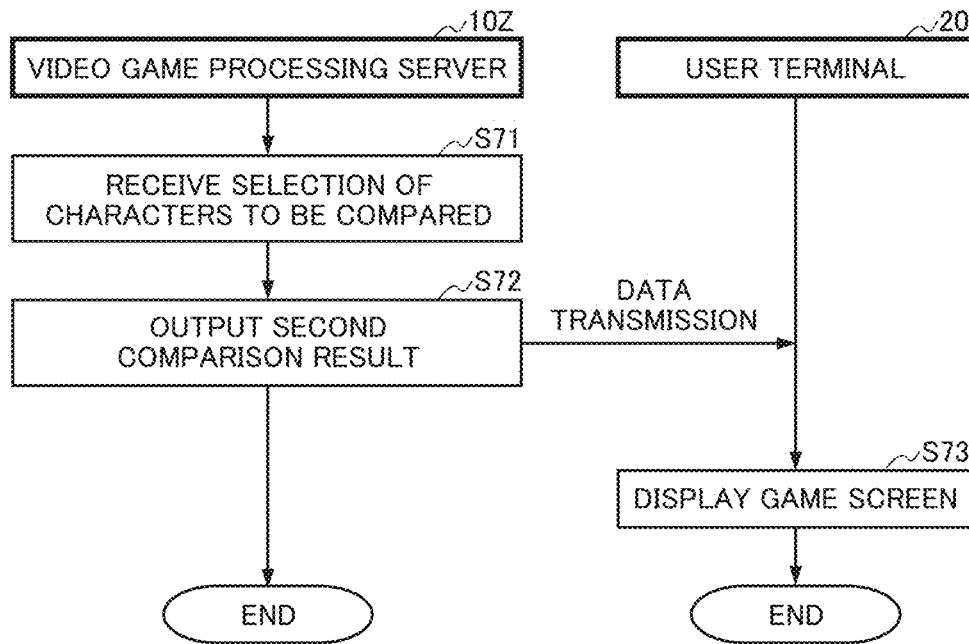 10Z
VIDEO GAME PROCESSING SERVER
20
USER TERMINAL
S71
RECEIVE SELECTION OF
CHARACTERS TO BE COMPARED
S72
OUTPUT SECOND
COMPARISON RESULT
DATA
TRANSMISSION
S73
DISPLAY GAME SCREEN
END
END